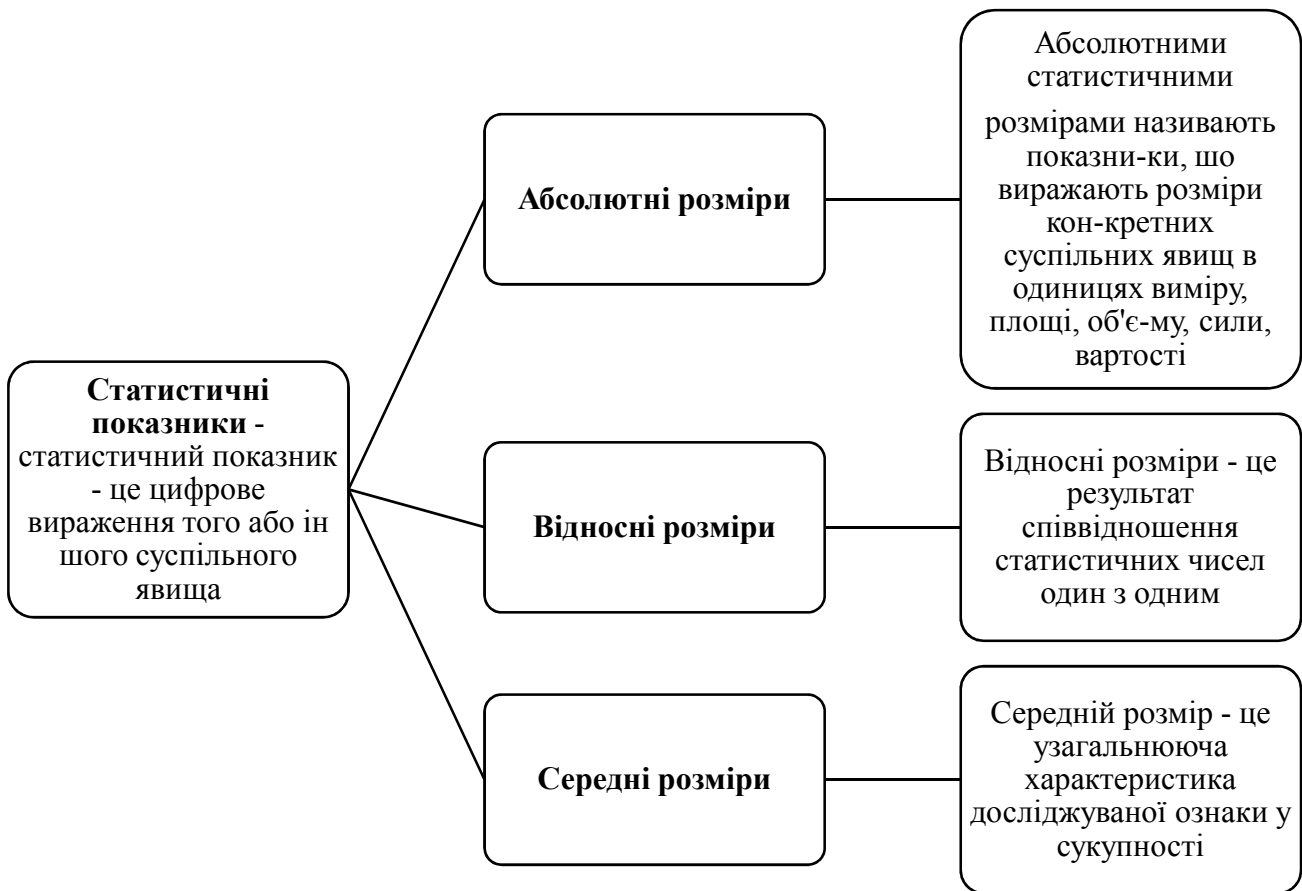 Статистичні
показники -
статистичний показник
- це цифрове
вираження того або ін
шого суспільного
явища
Абсолютні розміри
Абсолютними
статистичними
розмірами називають
показни-ки, шо
виражають розміри
кон-кретних
суспільних явищ в
одиницях виміру,
площі, об'є-му, сили,
вартості
Відносні розміри
Відносні розміри - це
результат
співвідношення
статистичних чисел
один з одним
Середні розміри
Середній розмір - це
узагальнююча
характеристика
досліджуваної ознаки у
сукупності